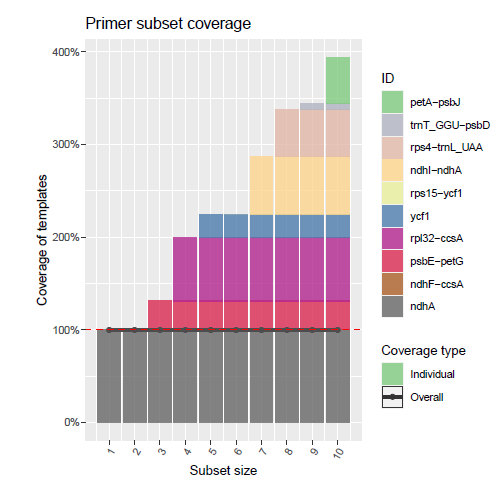 Primer subset coverage
400%
300%
200%
100%
0%
Coverage of templates
1
2
3
4
5
6
7
8
9
10
Subset size
ID
petA−psbJ
trnT_GGU−psbD
rps4−trnL_UAA
ndhI−ndhA
rps15−ycf1
ycf1
rpl32−ccsA
psbE−petG
ndhF−ccsA
ndhA
Coverage type
Individual
Overall